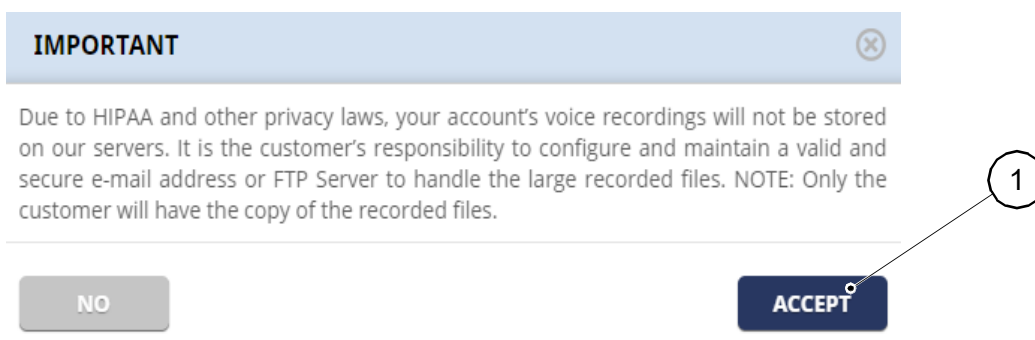 IMPORTANT
Due to HIPAA and other privacy laws, your account’s voice recordings will not be stored
on our servers. It is the customer’s responsibility to configure and maintain a valid and
secure e-mail address or FTP Server to handle the large recorded files. NOTE: Only the
customer will have the copy of the recorded files.
1
NO
ACCEPT